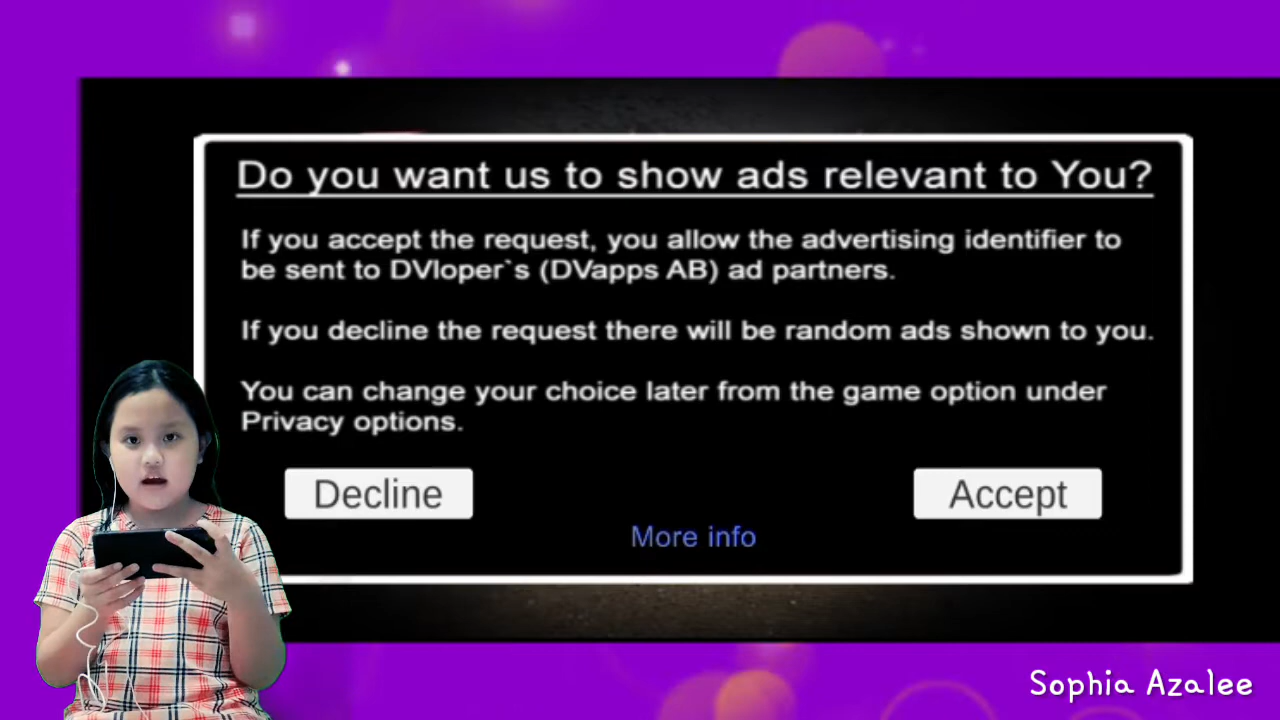 Do you want us to show ads relevant to You?
If you accept the request, you allow the advertising identifier to
be sent to DVloper`s (DVapps AB) ad partners.
If you decline the request there will be random ads shown to you.
You can change your choice later from the game option under
Privacy options.
Decline
Accept
More info
Sophia Azalee